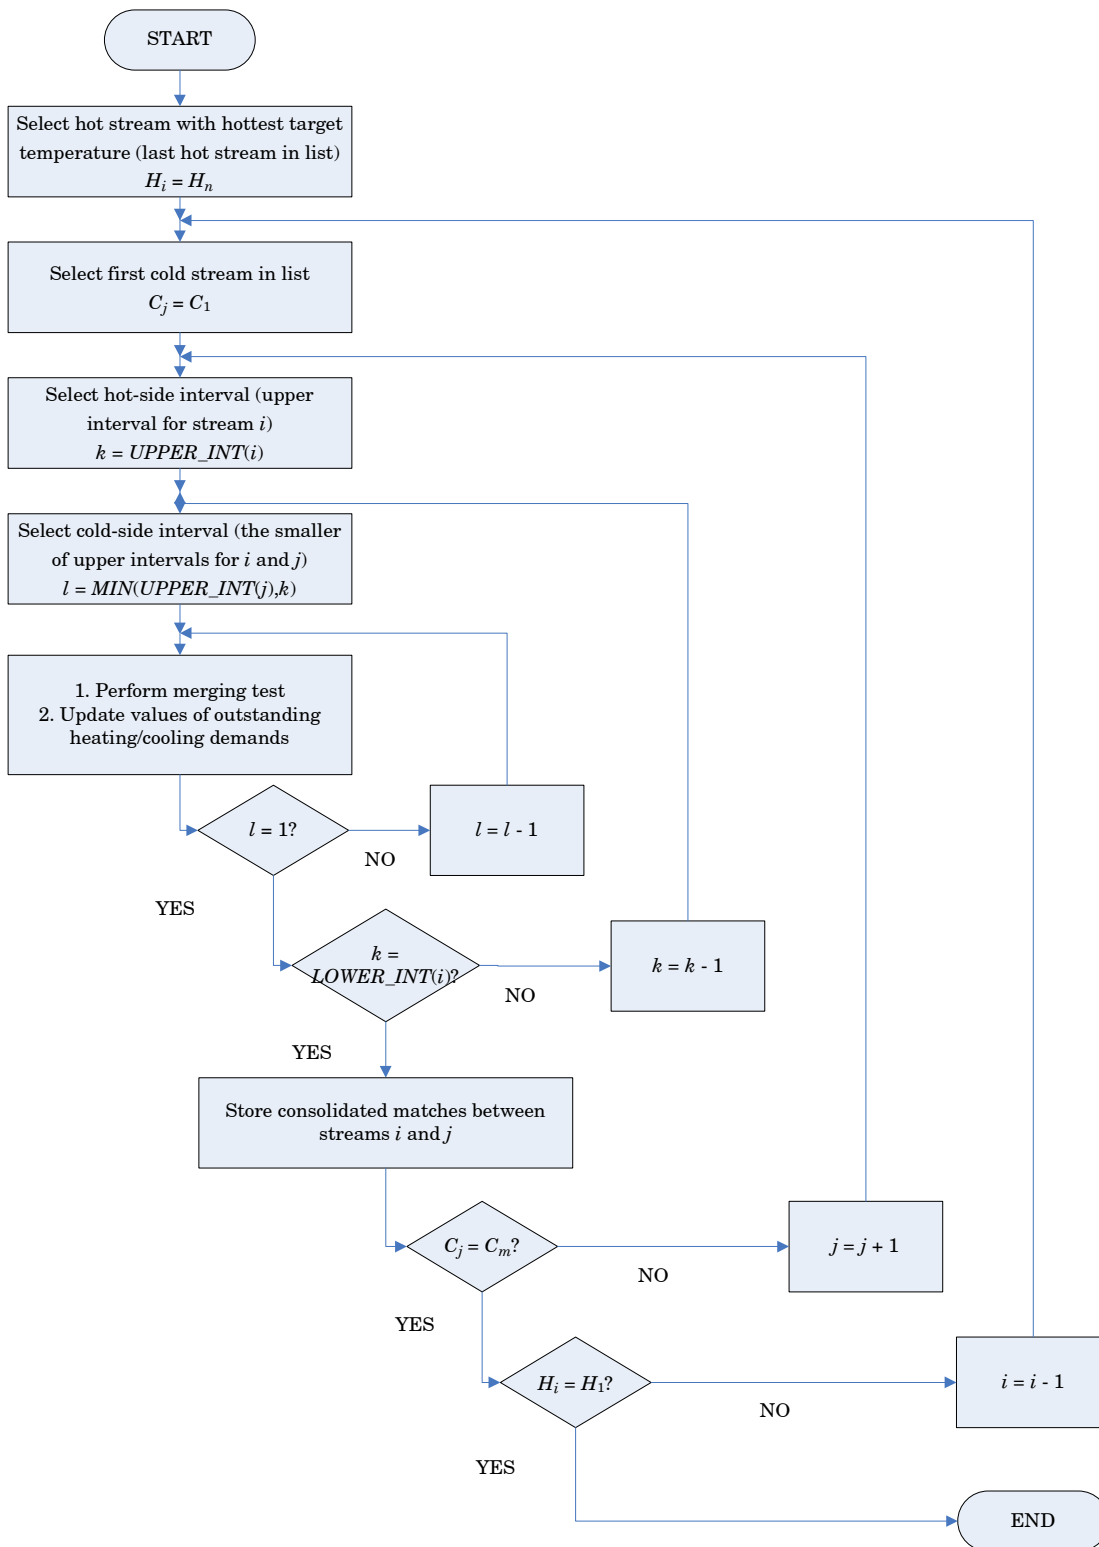 START
Select hot stream with hottest target
temperature (last hot stream in list)
Hi = Hn
Select first cold stream in list
Cj = C1
Select hot-side interval (upper
interval for stream i)
k = UPPER_INT(i)
Select cold-side interval (the smaller
of upper intervals for i and j)
l = MIN(UPPER_INT(j),k)
1. Perform merging test
2. Update values of outstanding
heating/cooling demands
l = 1?
NO
l = l - 1
YES
k =
LOWER_INT(i)?
NO
k = k - 1
YES
Store consolidated matches between
streams i and j
Cj = Cm?
NO
j = j + 1
YES
Hi = H1?
NO
i = i - 1
YES
END